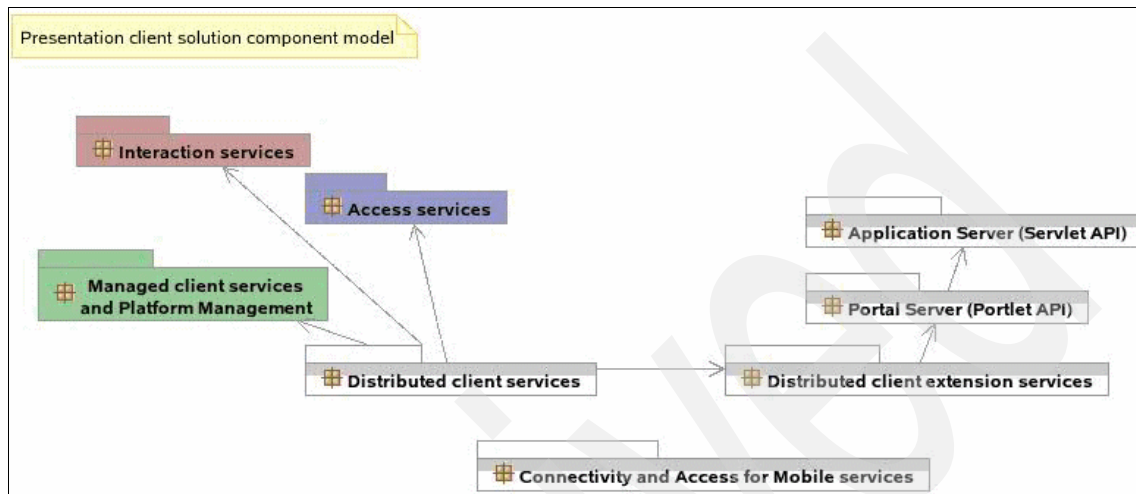 Presentation client solution component model
Interaction services
Access services
Application Server (Servlet API)
Managed client services
and Platform Management
Portal Server (Portlet API)
Distributed client services
Distributed client extension services
Connectivity and Access for Mobile services